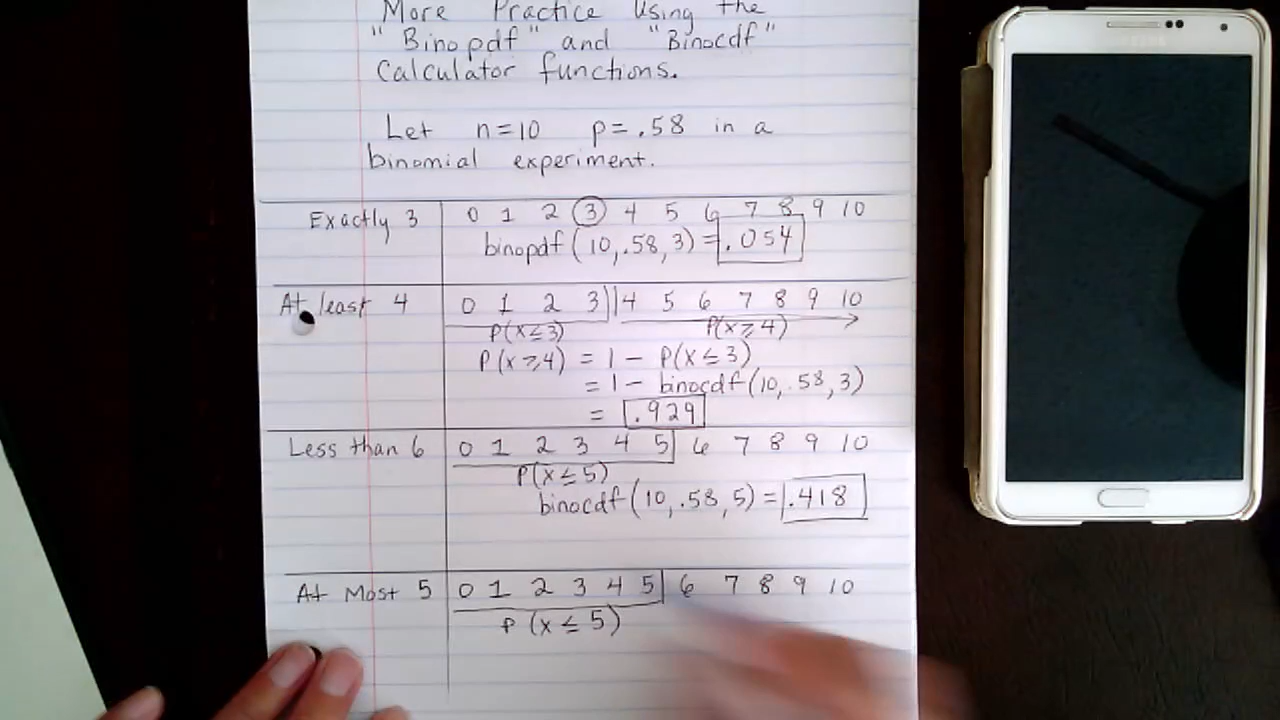 More Practice Using the
"Binopdf" and "Binocdf"
Calculator functions.
Let n=10 p=.58 in a
binomial experiment.
Exactly 3 0 1 2 3 4 5 6 7 8 9 10
binopdf(10,.58,3)=.054
At least 4 0 1 2 3 4 5 6 7 8 9 10
P(x≤3) P(x≥4)
P(x≥4) = 1 - P(x≤3)
= 1 - binocdf(10,.58,3)
= .929
Less than 6 0 1 2 3 4 5 6 7 8 9 10
P(x≤5)
binocdf(10,.58,5)=.418
At Most 5 0 1 2 3 4 5 6 7 8 9 10
P(x≤5)